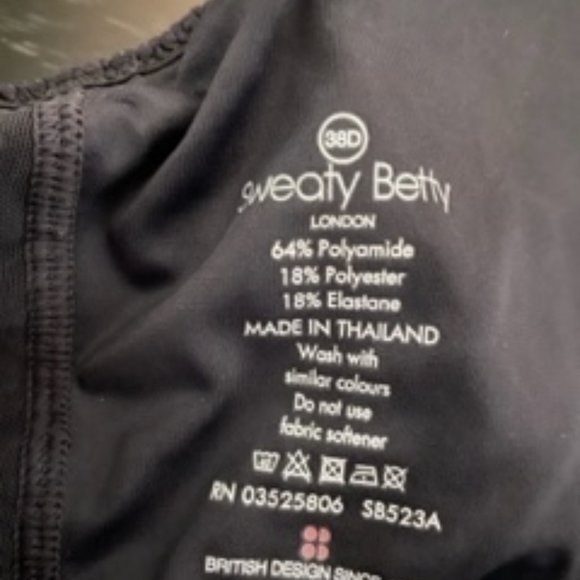 38D
Sweaty Betty
LONDON
64% Polyamide
18% Polyester
18% Elastane
MADE IN THAILAND
Wash with
similar colours
Do not use
fabric softener
RN 03525806 SB523A
BRITISH DESIGN SINCE